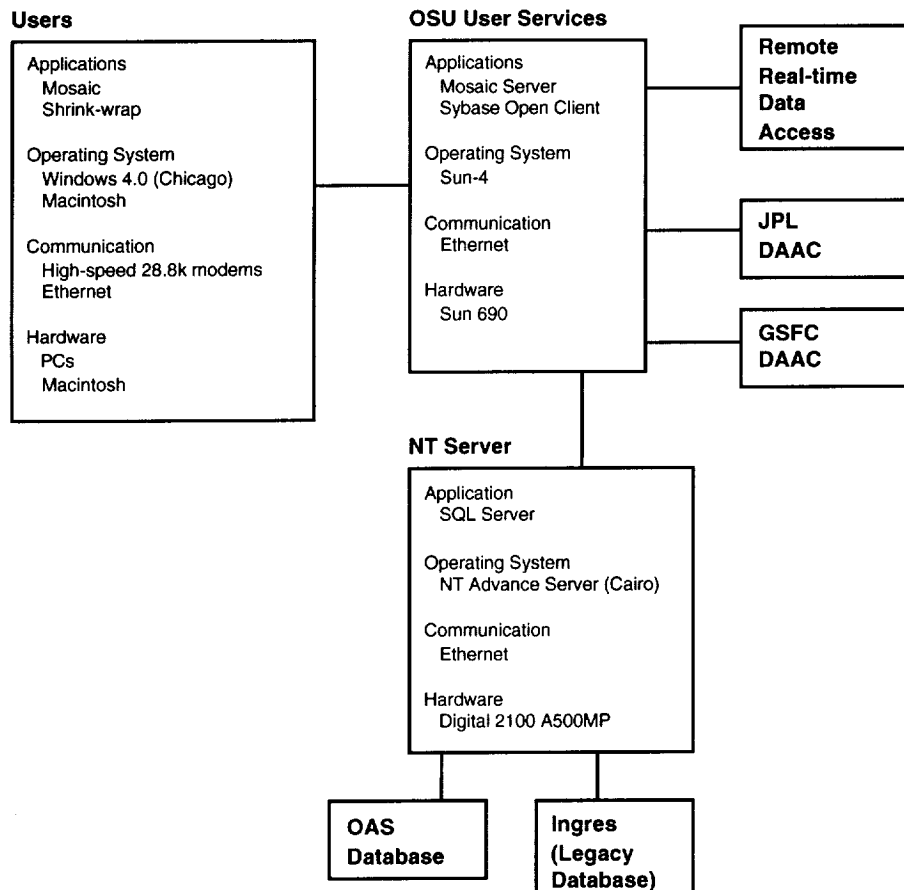 Users
Applications
Mosaic
Shrink-wrap
Operating System
Windows 4.0 (Chicago)
Macintosh
Communication
High-speed 28.8k modems
Ethernet
Hardware
PCs
Macintosh
OSU User Services
Applications
Mosaic Server
Sybase Open Client
Operating System
Sun-4
Communication
Ethernet
Hardware
Sun 690
Remote
Real-time
Data
Access
JPL
DAAC
GSFC
DAAC
NT Server
Application
SQL Server
Operating System
NT Advance Server (Cairo)
Communication
Ethernet
Hardware
Digital 2100 A500MP
OAS
Database
Ingres
(Legacy
Database)